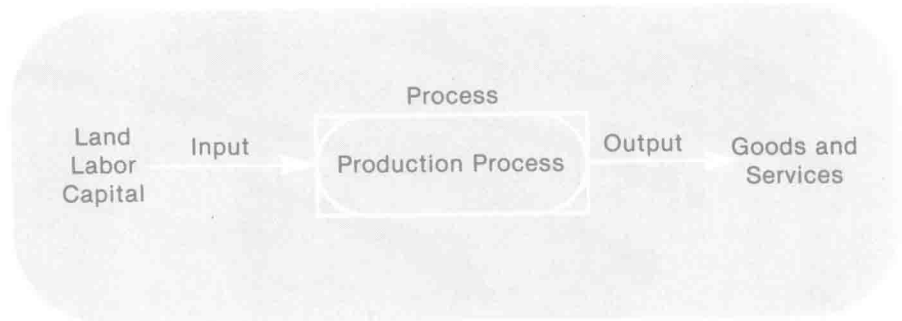 Process
Land
Labor
Capital
Input
Production Process
Output
Goods and
Services